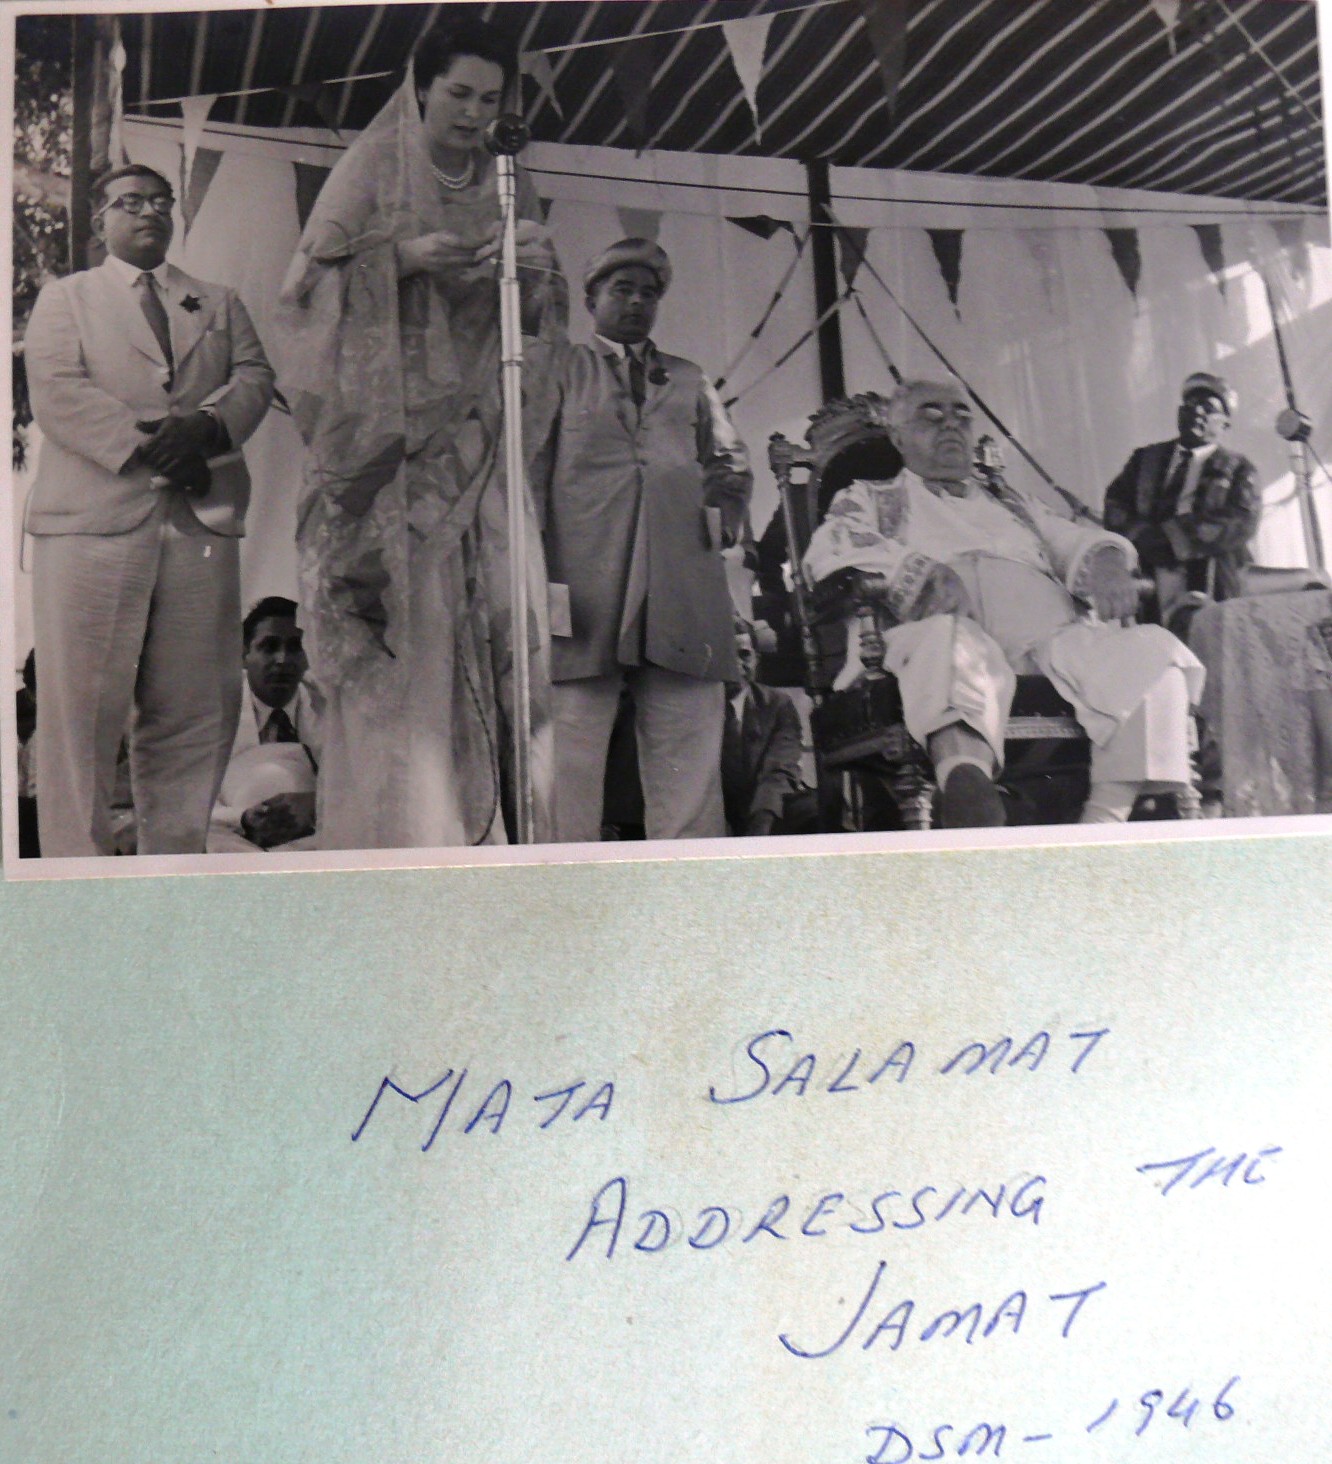 MATA SALAMAT
ADDRESSING THE
JAMAT
DSM - 1946